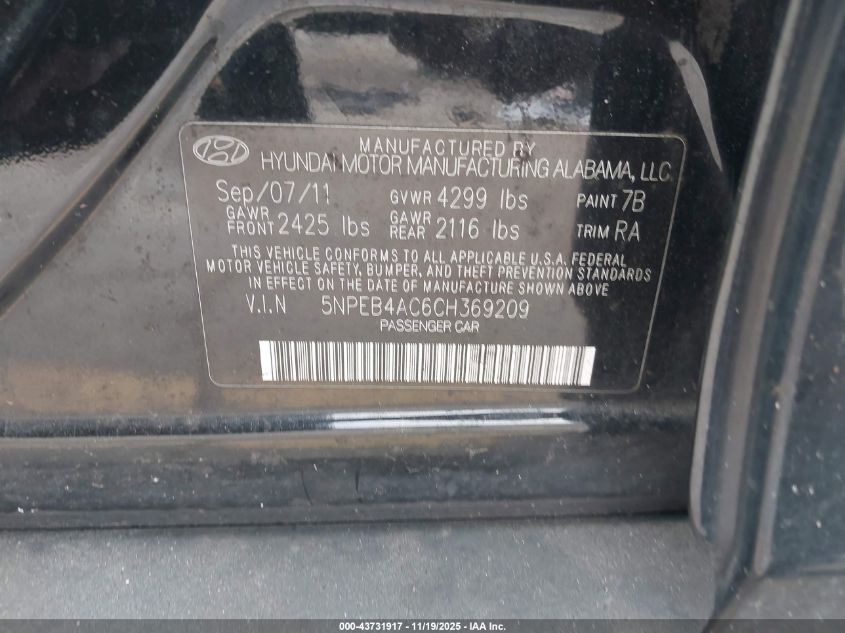 MANUFACTURED BY
HYUNDAI MOTOR MANUFACTURING ALABAMA, LLC
Sep/07/11 GVWR 4299 lbs PAINT 7B
GAWR FRONT 2425 lbs GAWR REAR 2116 lbs TRIM RA
THIS VEHICLE CONFORMS TO ALL APPLICABLE U.S.A. FEDERAL
MOTOR VEHICLE SAFETY, BUMPER, AND THEFT PREVENTION STANDARDS
IN EFFECT ON THE DATE OF MANUFACTURE SHOWN ABOVE
V.I.N 5NPEB4AC6CH369209
PASSENGER CAR
000-43731917 - 11/19/2025 - IAA Inc.